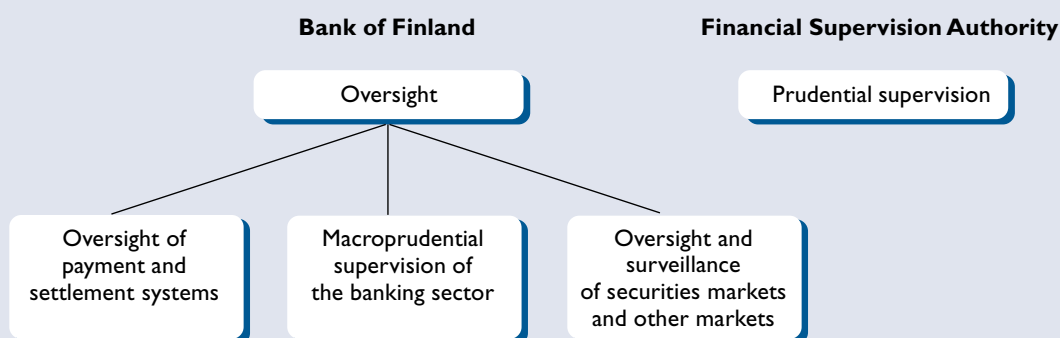 Bank of Finland
Financial Supervision Authority
Oversight
Prudential supervision
Oversight of
payment and
settlement systems
Macroprudential
supervision of
the banking sector
Oversight and
surveillance
of securities markets
and other markets